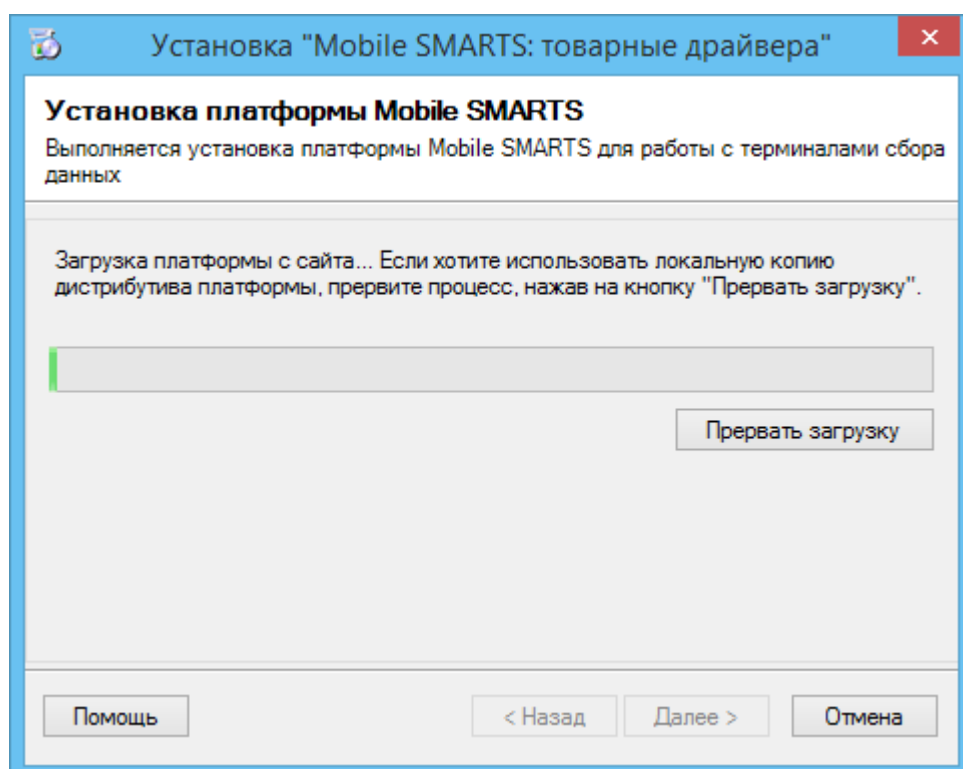 Установка "Mobile SMARTS: товарные драйвера"
Установка платформы Mobile SMARTS
Выполняется установка платформы Mobile SMARTS для работы с терминалами сбора
данных
Загрузка платформы с сайта... Если хотите использовать локальную копию
дистрибутива платформы, прервите процесс, нажав на кнопку "Прервать загрузку".
Прервать загрузку
Помощь
< Назад
Далее >
Отмена